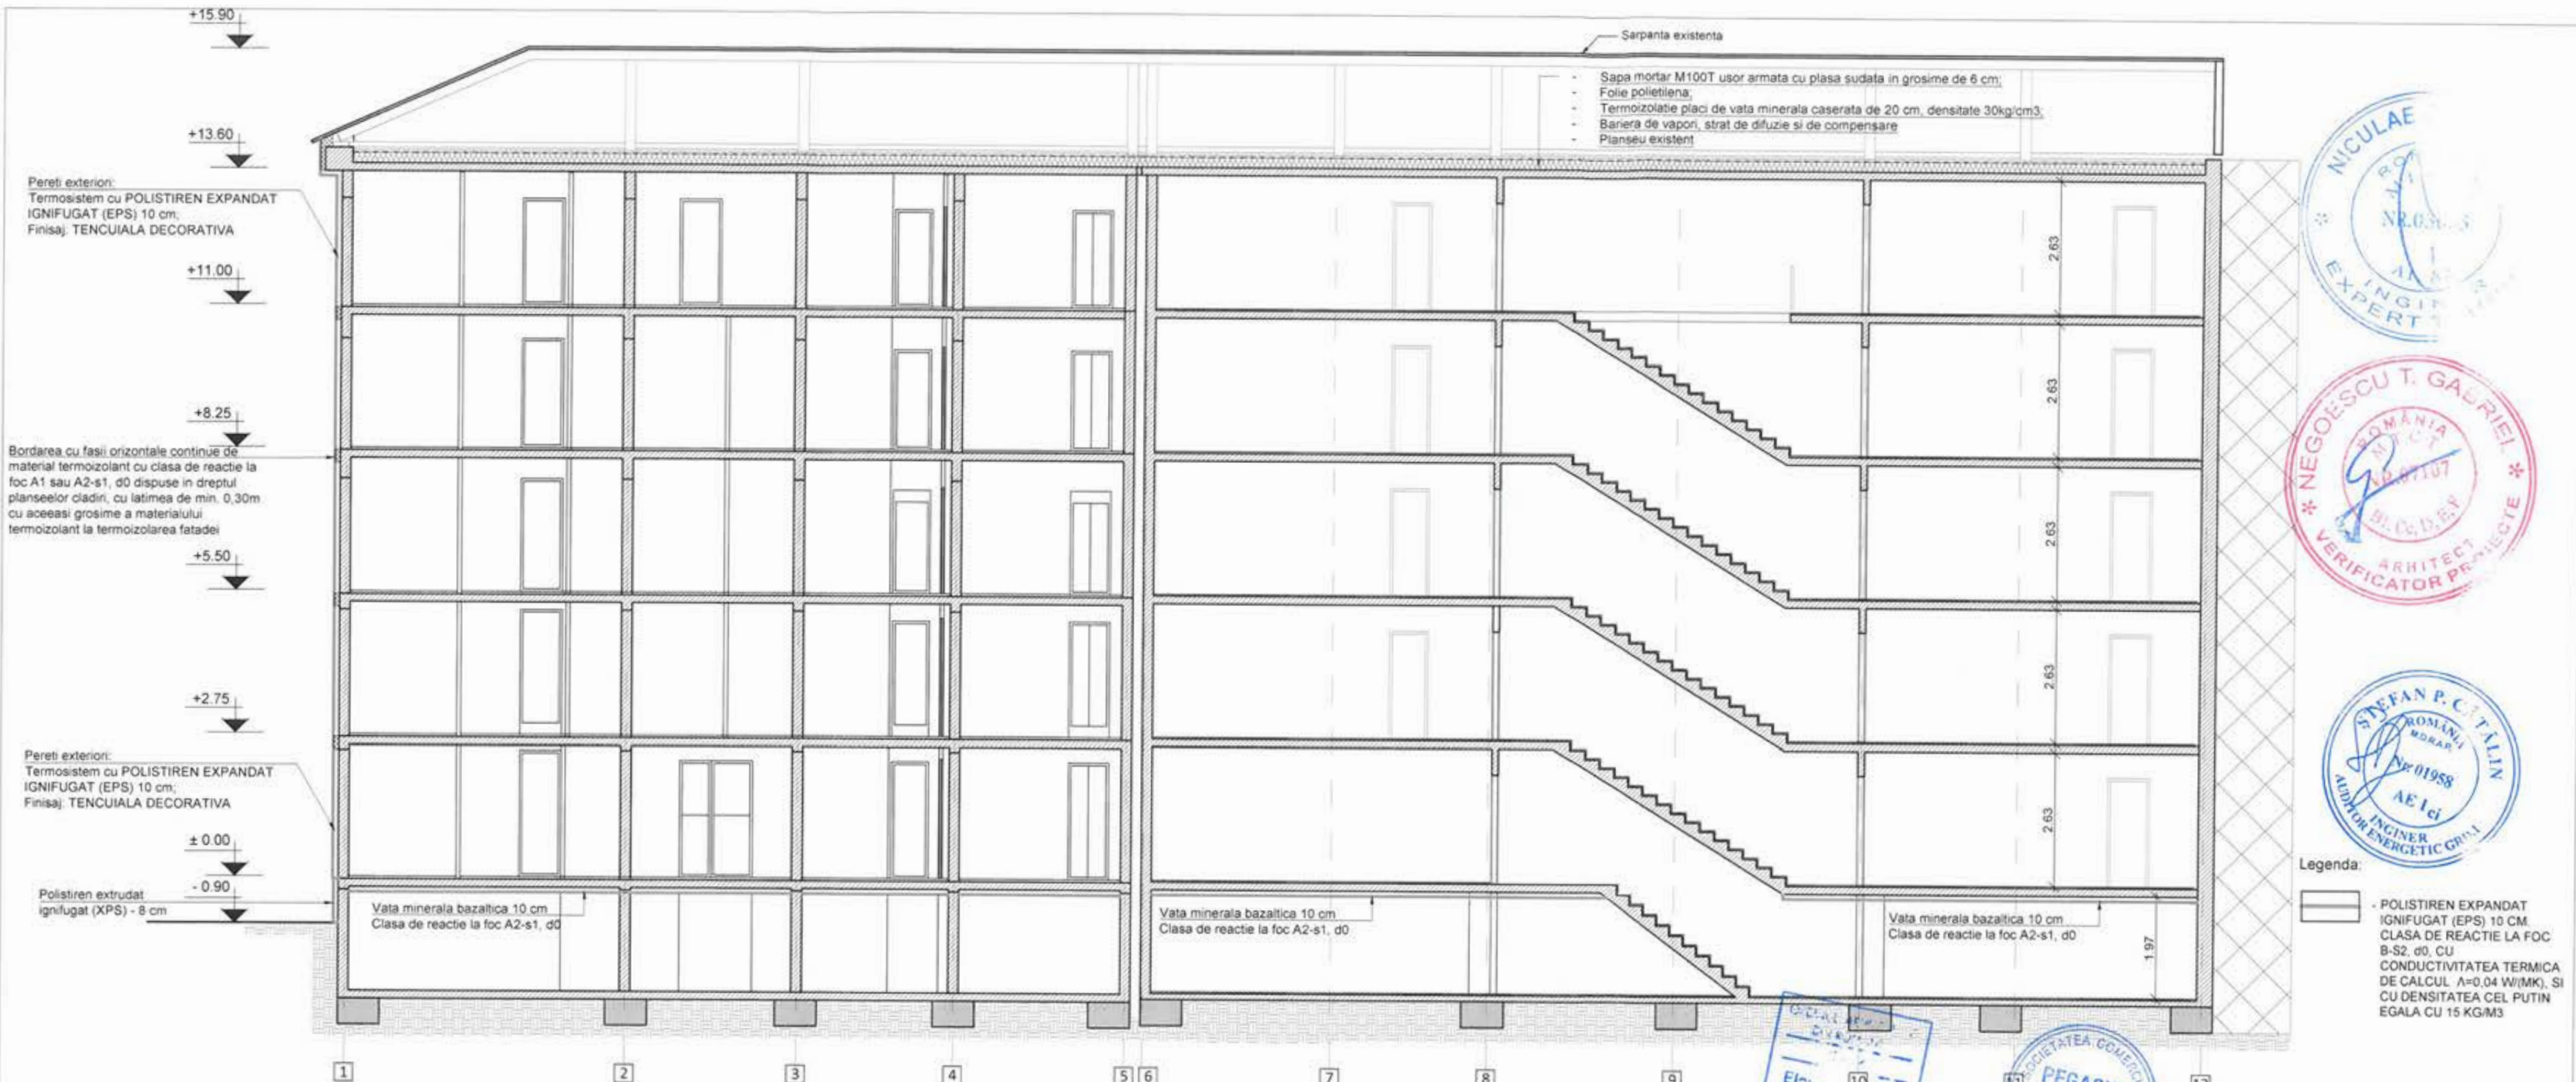 +15.90
Sarpanta existenta
- Sapa mortar M100T usor armata cu plasa sudata in grosime de 6 cm;
- Folie polietilena;
- Termoizolatie placi de vata minerala caserata de 20 cm, densitate 30kg/cm3;
- Bariera de vapori, strat de difuzie si de compensare
- Planseu existent
+13.60
Pereti exteriori:
Termosistem cu POLISTIREN EXPANDAT
IGNIFUGAT (EPS) 10 cm;
Finisaj: TENCUIALA DECORATIVA
+11.00
+8.25
Bordarea cu fasii orizontale continue de
material termoizolant cu clasa de reactie la
foc A1 sau A2-s1, d0 dispuse in dreptul
planseelor cladiri, cu latimea de min. 0,30m
cu aceeasi grosime a materialului
termoizolant la termoizolarea fatadei
+5.50
+2.75
Pereti exteriori:
Termosistem cu POLISTIREN EXPANDAT
IGNIFUGAT (EPS) 10 cm;
Finisaj: TENCUIALA DECORATIVA
± 0.00
- 0.90
Polistiren extrudat
ignifugat (XPS) - 8 cm
Vata minerala bazaltica 10 cm
Clasa de reactie la foc A2-s1, d0
Vata minerala bazaltica 10 cm
Clasa de reactie la foc A2-s1, d0
Vata minerala bazaltica 10 cm
Clasa de reactie la foc A2-s1, d0
2.63
2.63
2.63
2.63
2.63
1.97
NICULAE
EXPERT
NEGOESCU T. GABRIEL
ROMÂNIA
NR.07107
ARHITECT
VERIFICATOR PROIECTE
STEFAN P. CĂTĂLIN
ROMÂNIA
M.D.R.A.P.
Nr. 01958
AE I ci
INGINER
AUDITOR ENERGETIC GRD.I
Legenda:
- POLISTIREN EXPANDAT
IGNIFUGAT (EPS) 10 CM.
CLASA DE REACTIE LA FOC
B-S2, d0, CU
CONDUCTIVITATEA TERMICA
DE CALCUL Λ=0,04 W/(MK), SI
CU DENSITATEA CEL PUTIN
EGALA CU 15 KG/M3
SOCIETATEA
1 2 3 4 5 6 7 8 9 10